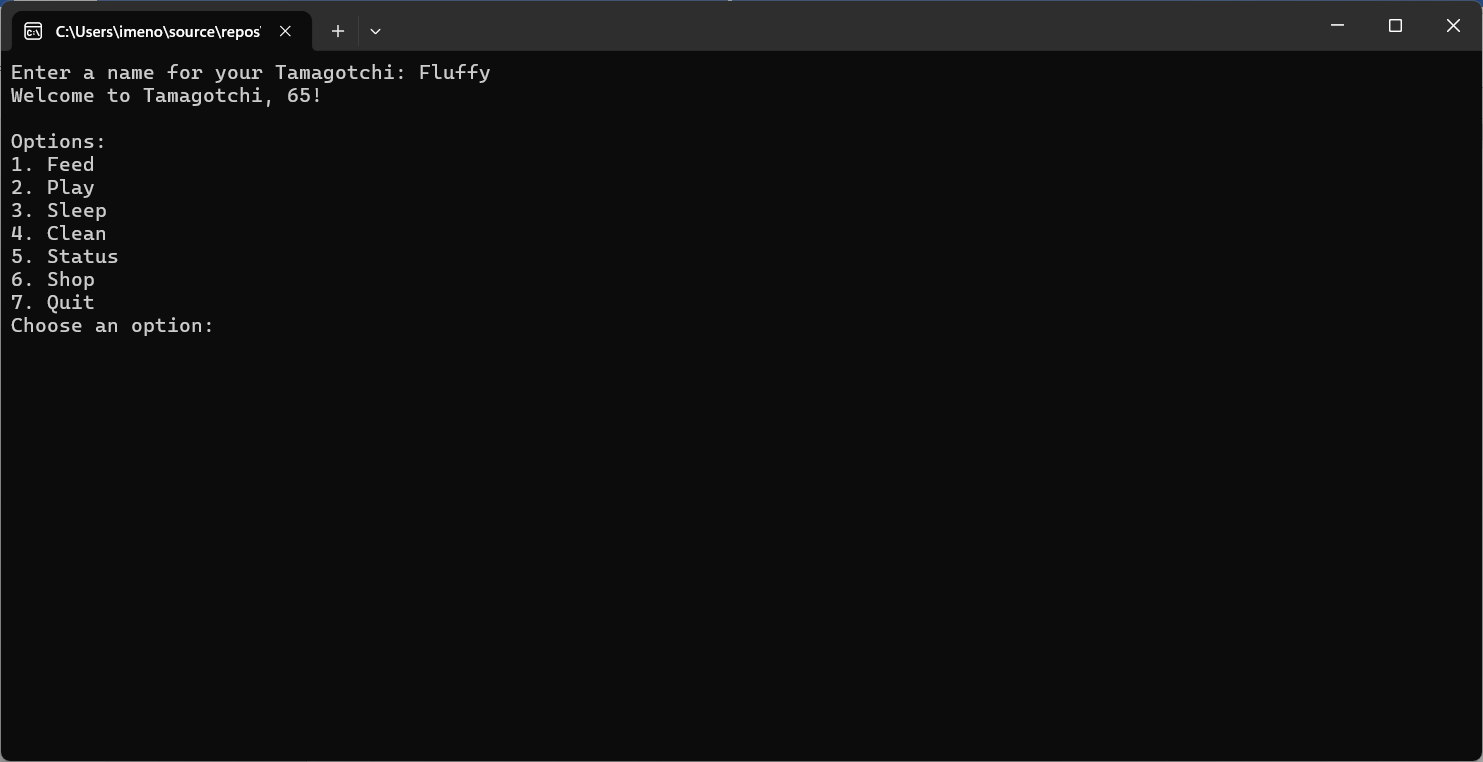 C:\Users\imeno\source\repos\
Enter a name for your Tamagotchi: Fluffy
Welcome to Tamagotchi, 65!
Options:
1. Feed
2. Play
3. Sleep
4. Clean
5. Status
6. Shop
7. Quit
Choose an option: